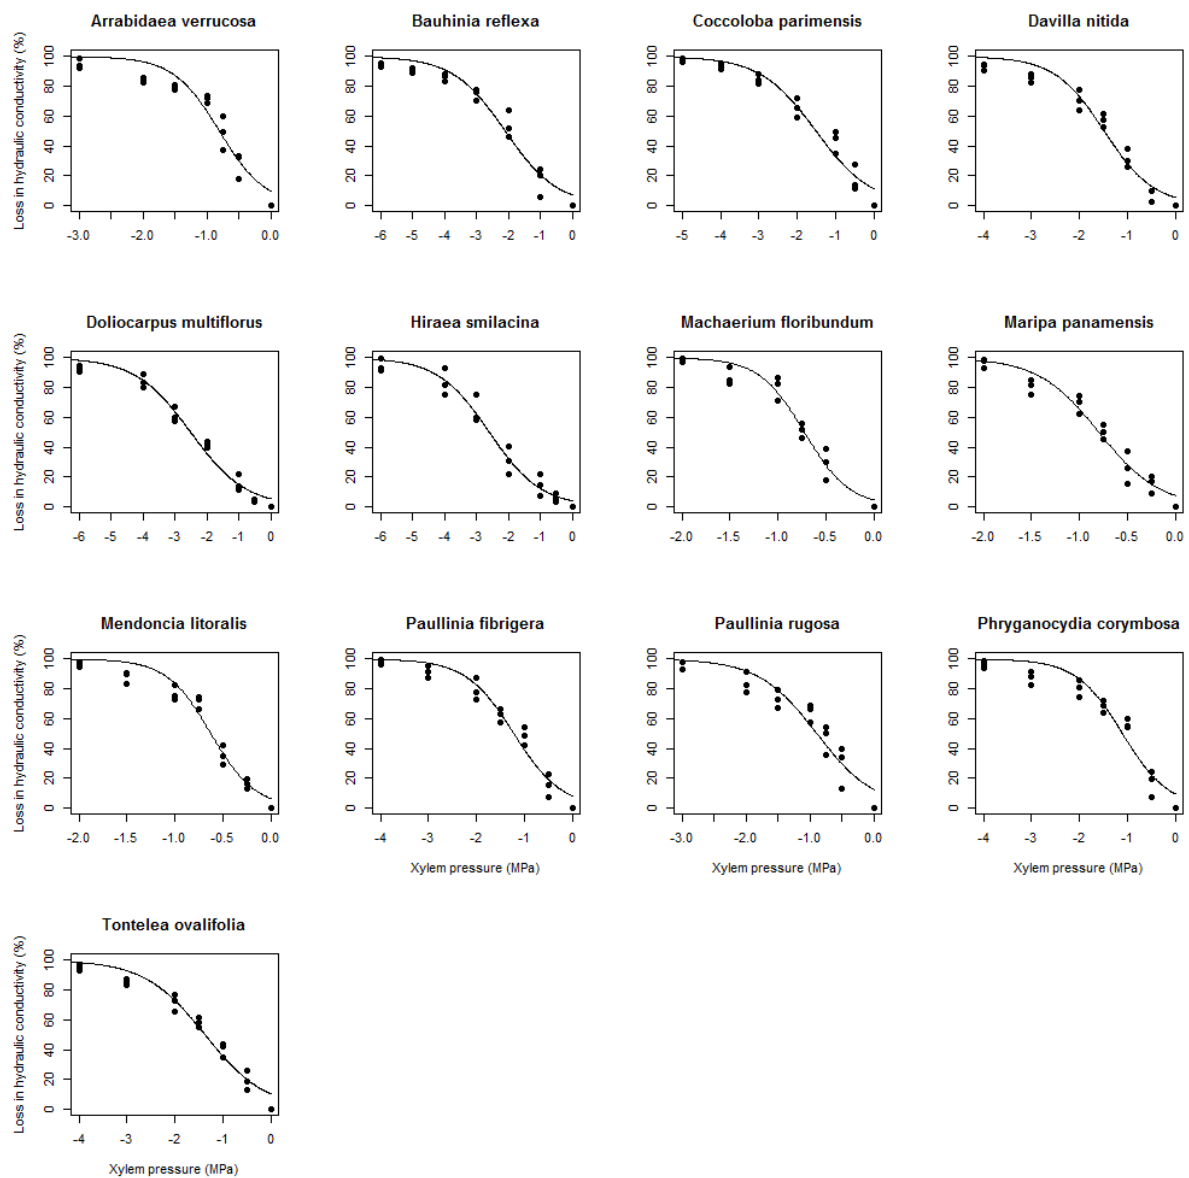 Arrabidaea verrucosa
Bauhinia reflexa
Coccoloba parimensis
Davilla nitida
Loss in hydraulic conductivity (%)
0 20 40 60 80 100
-3.0 -2.0 -1.0 0.0
0 20 40 60 80 100
-6 -5 -4 -3 -2 -1 0
0 20 40 60 80 100
-5 -4 -3 -2 -1 0
0 20 40 60 80 100
-4 -3 -2 -1 0
Doliocarpus multiflorus
Hiraea smilacina
Machaerium floribundum
Maripa panamensis
Loss in hydraulic conductivity (%)
0 20 40 60 80 100
-6 -5 -4 -3 -2 -1 0
0 20 40 60 80 100
-6 -5 -4 -3 -2 -1 0
0 20 40 60 80 100
-2.0 -1.5 -1.0 -0.5 0.0
0 20 40 60 80 100
-2.0 -1.5 -1.0 -0.5 0.0
Mendoncia litoralis
Paullinia fibrigera
Paullinia rugosa
Phryganocydia corymbosa
Loss in hydraulic conductivity (%)
0 20 40 60 80 100
-2.0 -1.5 -1.0 -0.5 0.0
0 20 40 60 80 100
-4 -3 -2 -1 0
0 20 40 60 80 100
-3.0 -2.0 -1.0 0.0
0 20 40 60 80 100
-4 -3 -2 -1 0
Xylem pressure (MPa)
Xylem pressure (MPa)
Xylem pressure (MPa)
Tontelea ovalifolia
Loss in hydraulic conductivity (%)
0 20 40 60 80 100
-4 -3 -2 -1 0
Xylem pressure (MPa)